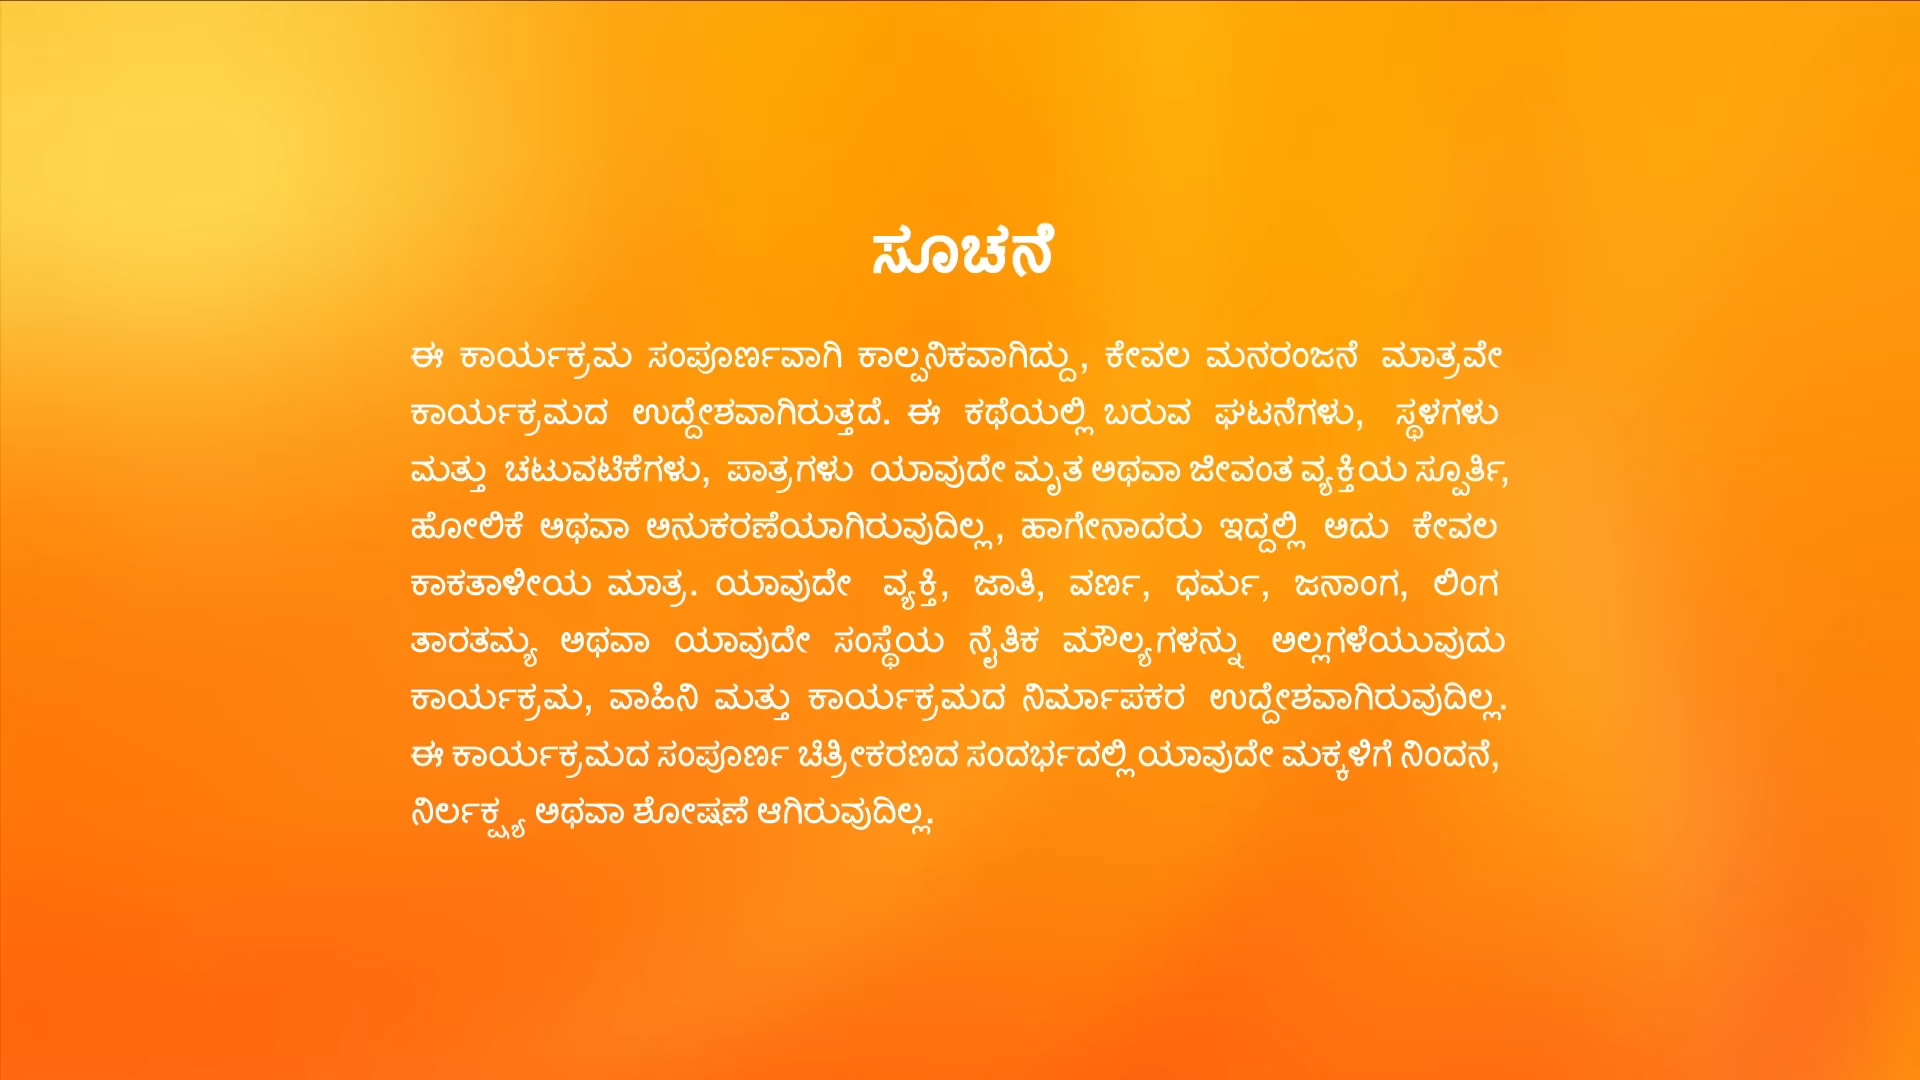 ಸೂಚನೆ
ಈ ಕಾರ್ಯಕ್ರಮ ಸಂಪೂರ್ಣವಾಗಿ ಕಾಲ್ಪನಿಕವಾಗಿದ್ದು, ಕೇವಲ ಮನರಂಜನೆ ಮಾತ್ರವೇ
ಕಾರ್ಯಕ್ರಮದ ಉದ್ದೇಶವಾಗಿರುತ್ತದೆ. ಈ ಕಥೆಯಲ್ಲಿ ಬರುವ ಘಟನೆಗಳು, ಸ್ಥಳಗಳು
ಮತ್ತು ಚಟುವಟಿಕೆಗಳು, ಪಾತ್ರಗಳು ಯಾವುದೇ ಮೃತ ಅಥವಾ ಜೀವಂತ ವ್ಯಕ್ತಿಯ ಸ್ಪೂರ್ತಿ,
ಹೋಲಿಕೆ ಅಥವಾ ಅನುಕರಣೆಯಾಗಿರುವುದಿಲ್ಲ, ಹಾಗೇನಾದರು ಇದ್ದಲ್ಲಿ ಅದು ಕೇವಲ
ಕಾಕತಾಳೀಯ ಮಾತ್ರ. ಯಾವುದೇ ವ್ಯಕ್ತಿ, ಜಾತಿ, ವರ್ಣ, ಧರ್ಮ, ಜನಾಂಗ, ಲಿಂಗ
ತಾರತಮ್ಯ ಅಥವಾ ಯಾವುದೇ ಸಂಸ್ಥೆಯ ನೈತಿಕ ಮೌಲ್ಯಗಳನ್ನು ಅಲ್ಲಗಳೆಯುವುದು
ಕಾರ್ಯಕ್ರಮ, ವಾಹಿನಿ ಮತ್ತು ಕಾರ್ಯಕ್ರಮದ ನಿರ್ಮಾಪಕರ ಉದ್ದೇಶವಾಗಿರುವುದಿಲ್ಲ.
ಈ ಕಾರ್ಯಕ್ರಮದ ಸಂಪೂರ್ಣ ಚಿತ್ರೀಕರಣದ ಸಂದರ್ಭದಲ್ಲಿ ಯಾವುದೇ ಮಕ್ಕಳಿಗೆ ನಿಂದನೆ,
ನಿರ್ಲಕ್ಷ್ಯ ಅಥವಾ ಶೋಷಣೆ ಆಗಿರುವುದಿಲ್ಲ.